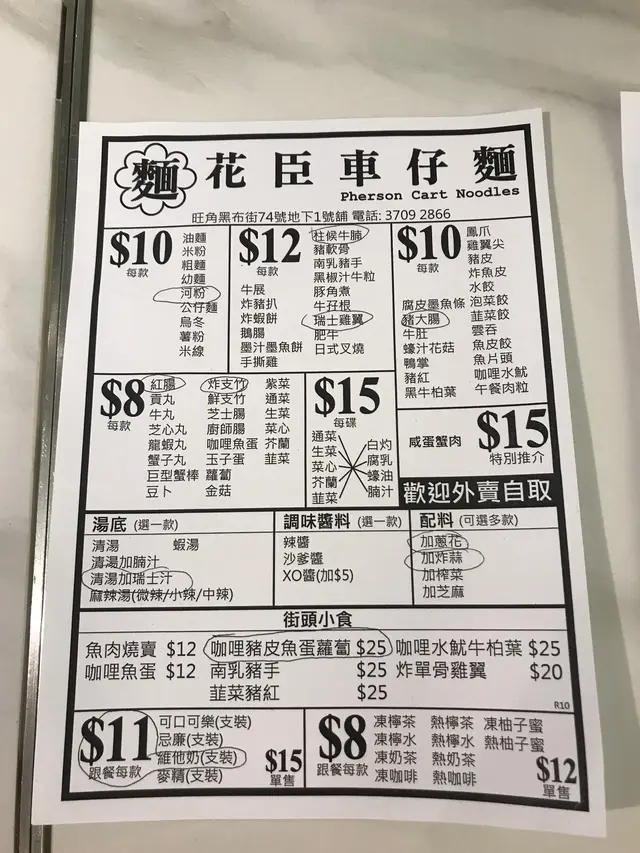 麵 花臣車仔麵
Pherson Cart Noodles
旺角黑布街74號地下1號舖 電話: 3709 2866
$10
每款
油麵
米粉
粗麵
幼麵
河粉
公仔麵
烏冬
薯粉
米線
$12
每款
柱候牛腩
豬軟骨
南乳豬手
黑椒汁牛粒
牛展 豚角煮
炸豬扒 牛孖根
炸蝦餅 瑞士雞翼
鵝腸 肥牛
墨汁墨魚餅 日式叉燒
手撕雞
$10
每款
鳳爪
雞翼尖
豬皮
炸魚皮
水餃
腐皮墨魚條 泡菜餃
豬大腸 韮菜餃
牛肚 雲吞
蠔汁花菇 魚皮餃
鴨掌 魚片頭
豬紅 咖哩水魷
黑牛柏葉 午餐肉粒
$8
每款
紅腸 炸支竹 紫菜
貢丸 鮮支竹 通菜
牛丸 芝士腸 生菜
芝心丸 廚師腸 菜心
龍蝦丸 咖哩魚蛋 芥蘭
蟹子丸 玉子蛋 韮菜
巨型蟹棒 蘿蔔
豆卜 金菇
$15
每碟
通菜
生菜 白灼
菜心 腐乳
芥蘭 蠔油
韮菜 腩汁
咸蛋蟹肉 $15
特別推介
歡迎外賣自取
湯底 (選一款)
清湯 蝦湯
清湯加腩汁
清湯加瑞士汁
麻辣湯(微辣/小辣/中辣)
調味醬料 (選一款)
辣醬
沙爹醬
XO醬(加$5)
配料 (可選多款)
加蔥花
加炸蒜
加榨菜
加芝麻
街頭小食
魚肉燒賣 $12 咖哩豬皮魚蛋蘿蔔 $25 咖哩水魷牛柏葉 $25
咖哩魚蛋 $12 南乳豬手 $25 炸單骨雞翼 $20
韮菜豬紅 $25
R10
$11
跟餐每款
可口可樂(支裝)
忌廉(支裝)
維他奶(支裝)
麥精(支裝)
$15
單售
$8
跟餐每款
凍檸茶 熱檸茶 凍柚子蜜
凍檸水 熱檸水 熱柚子蜜
凍奶茶 熱奶茶
凍咖啡 熱咖啡
$12
單售